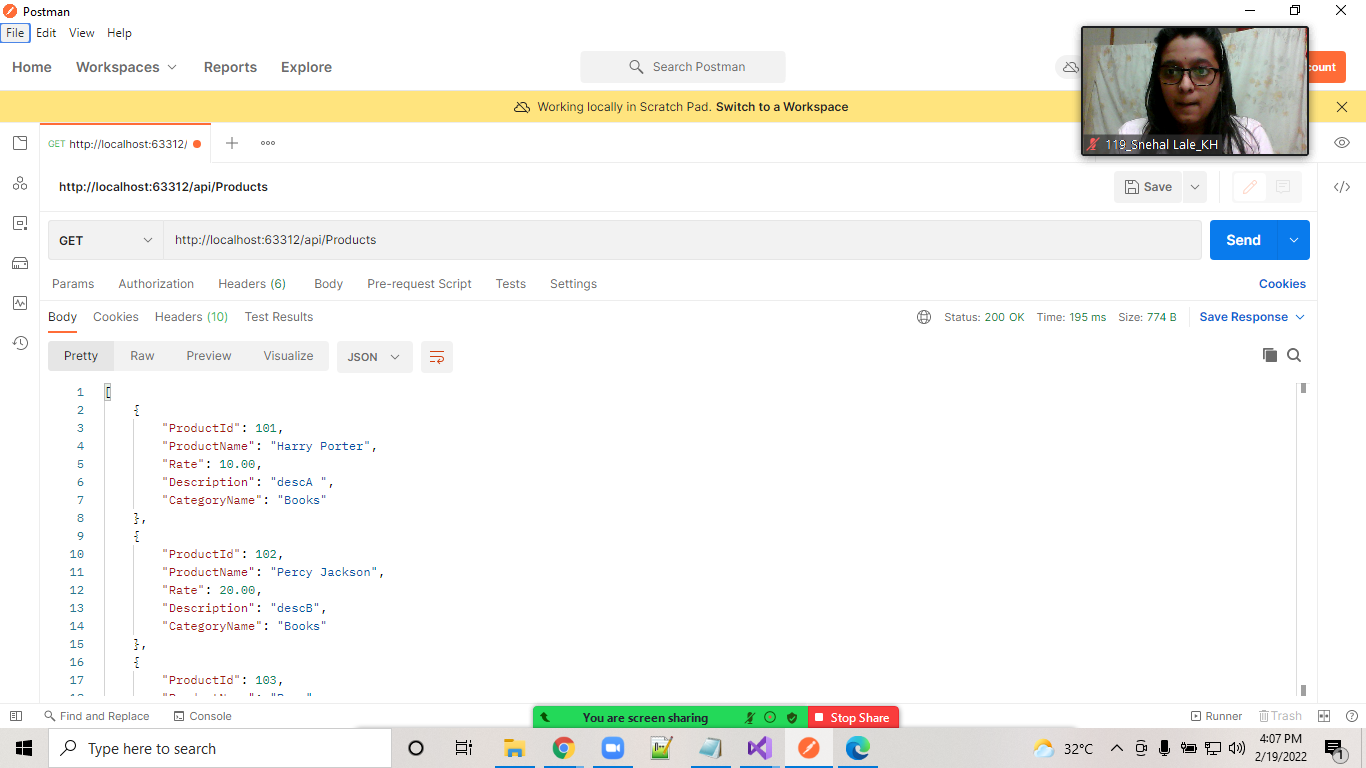 Postman
File Edit View Help
Home Workspaces Reports Explore Search Postman count
Working locally in Scratch Pad. Switch to a Workspace
GET http://localhost:63312/
119_Snehal Lale_KH
http://localhost:63312/api/Products Save
GET http://localhost:63312/api/Products Send
Params Authorization Headers (6) Body Pre-request Script Tests Settings Cookies
Body Cookies Headers (10) Test Results Status: 200 OK Time: 195 ms Size: 774 B Save Response
Pretty Raw Preview Visualize JSON
1 [
2 {
3 "ProductId": 101,
4 "ProductName": "Harry Porter",
5 "Rate": 10.00,
6 "Description": "descA ",
7 "CategoryName": "Books"
8 },
9 {
10 "ProductId": 102,
11 "ProductName": "Percy Jackson",
12 "Rate": 20.00,
13 "Description": "descB",
14 "CategoryName": "Books"
15 },
16 {
17 "ProductId": 103,
Find and Replace Console You are screen sharing Stop Share Runner Trash
Type here to search 32°C 4:07 PM
2/19/2022
1